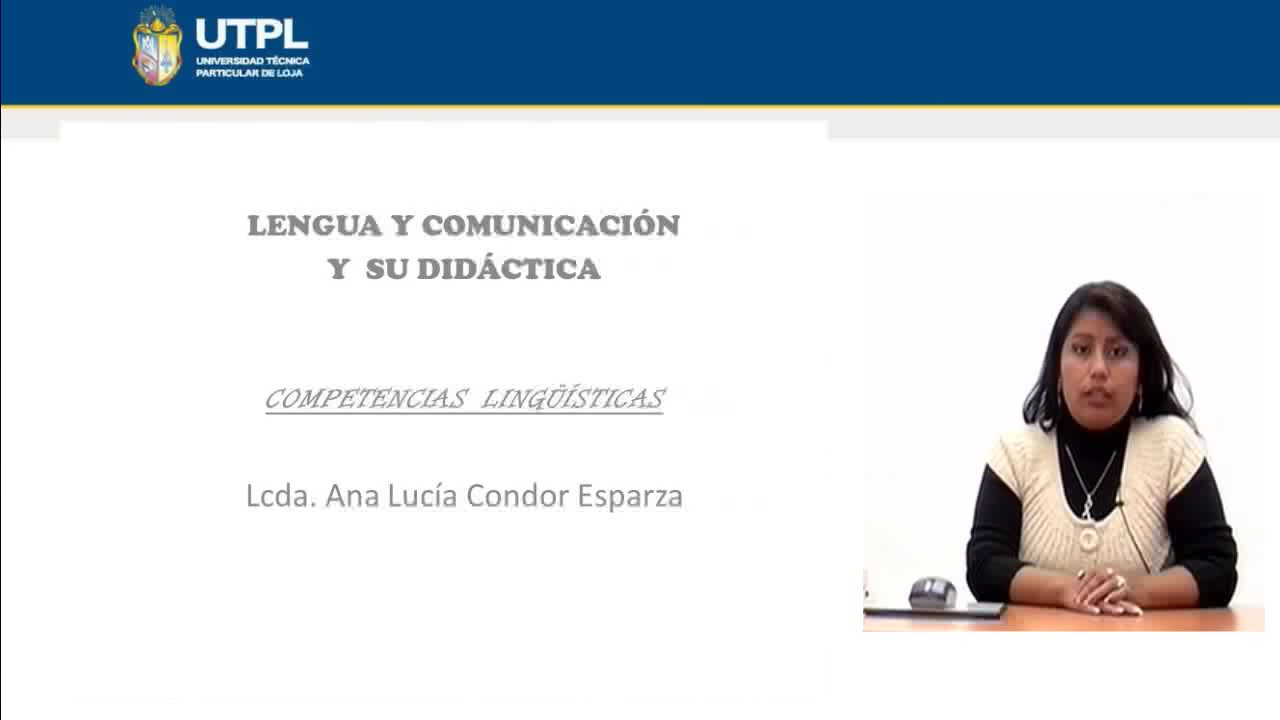 UTPL
UNIVERSIDAD TÉCNICA
PARTICULAR DE LOJA
LENGUA Y COMUNICACIÓN
Y SU DIDÁCTICA
COMPETENCIAS LINGÜÍSTICAS
Lcda. Ana Lucía Condor Esparza